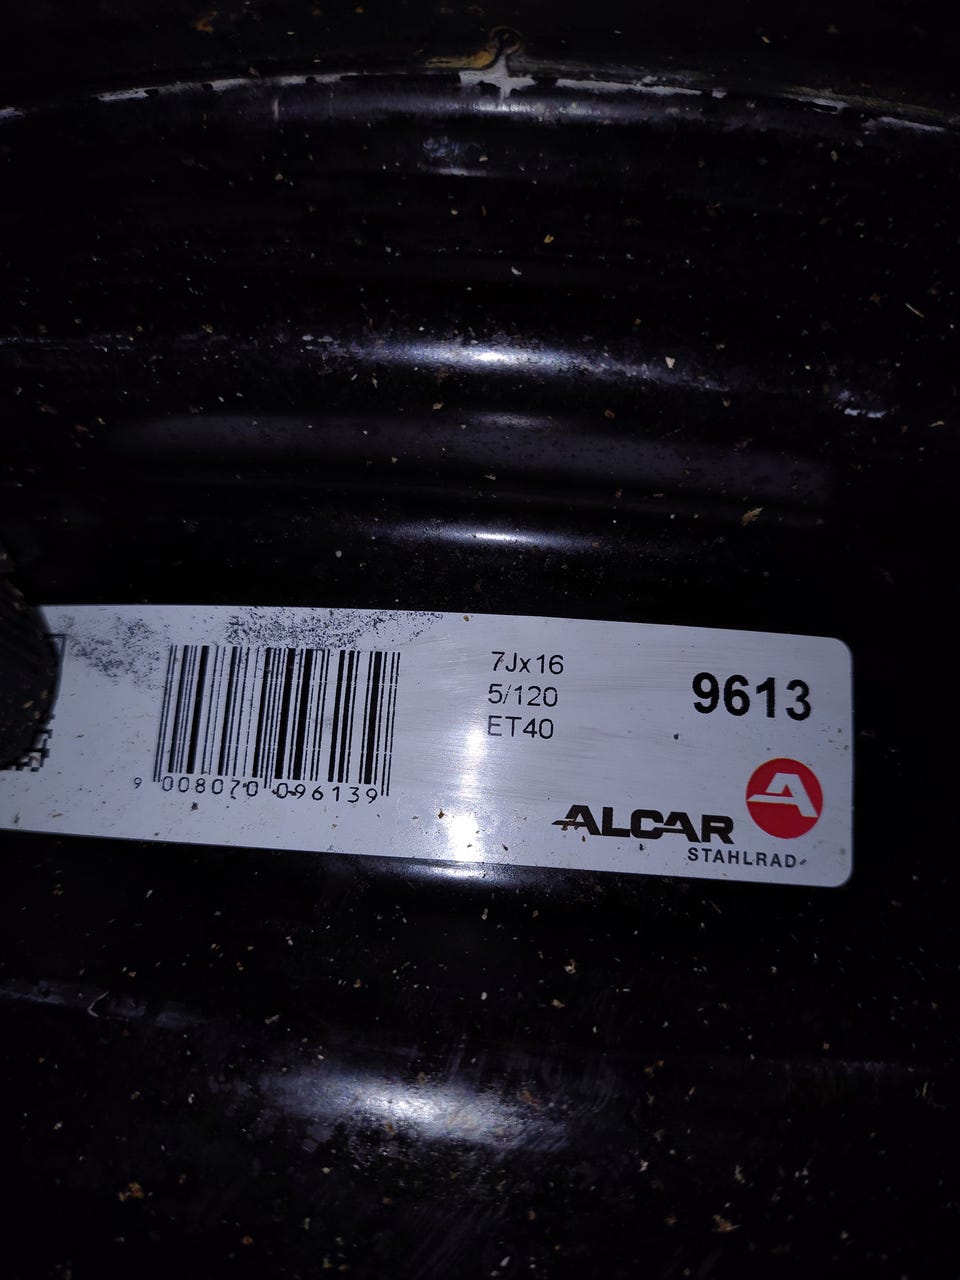 7Jx16
5/120
ET40
9613
9 008070 096139
ALCAR
STAHLRAD